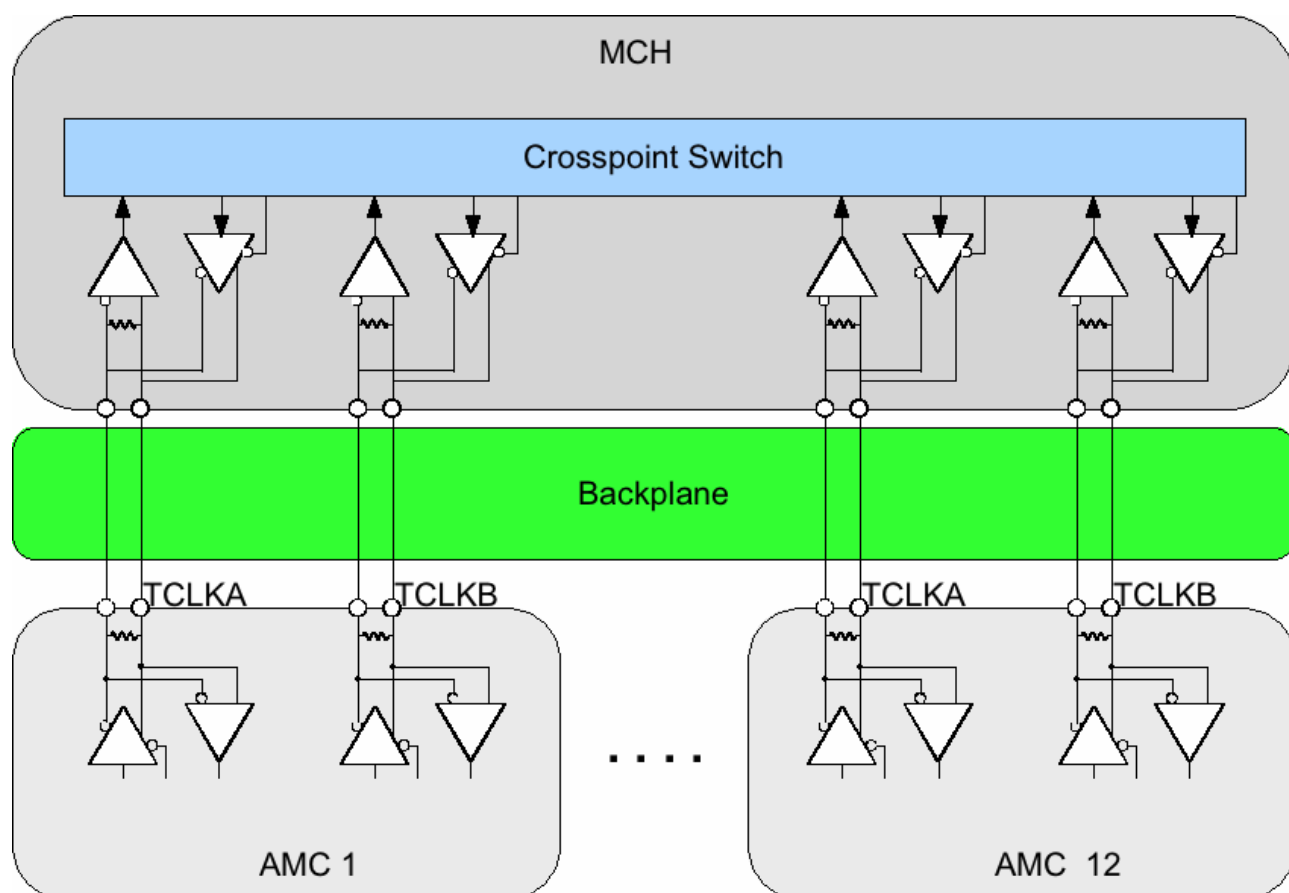 MCH
Crosspoint Switch
Backplane
TCLKA
TCLKB
TCLKA
TCLKB
AMC 1
. . . .
AMC 12